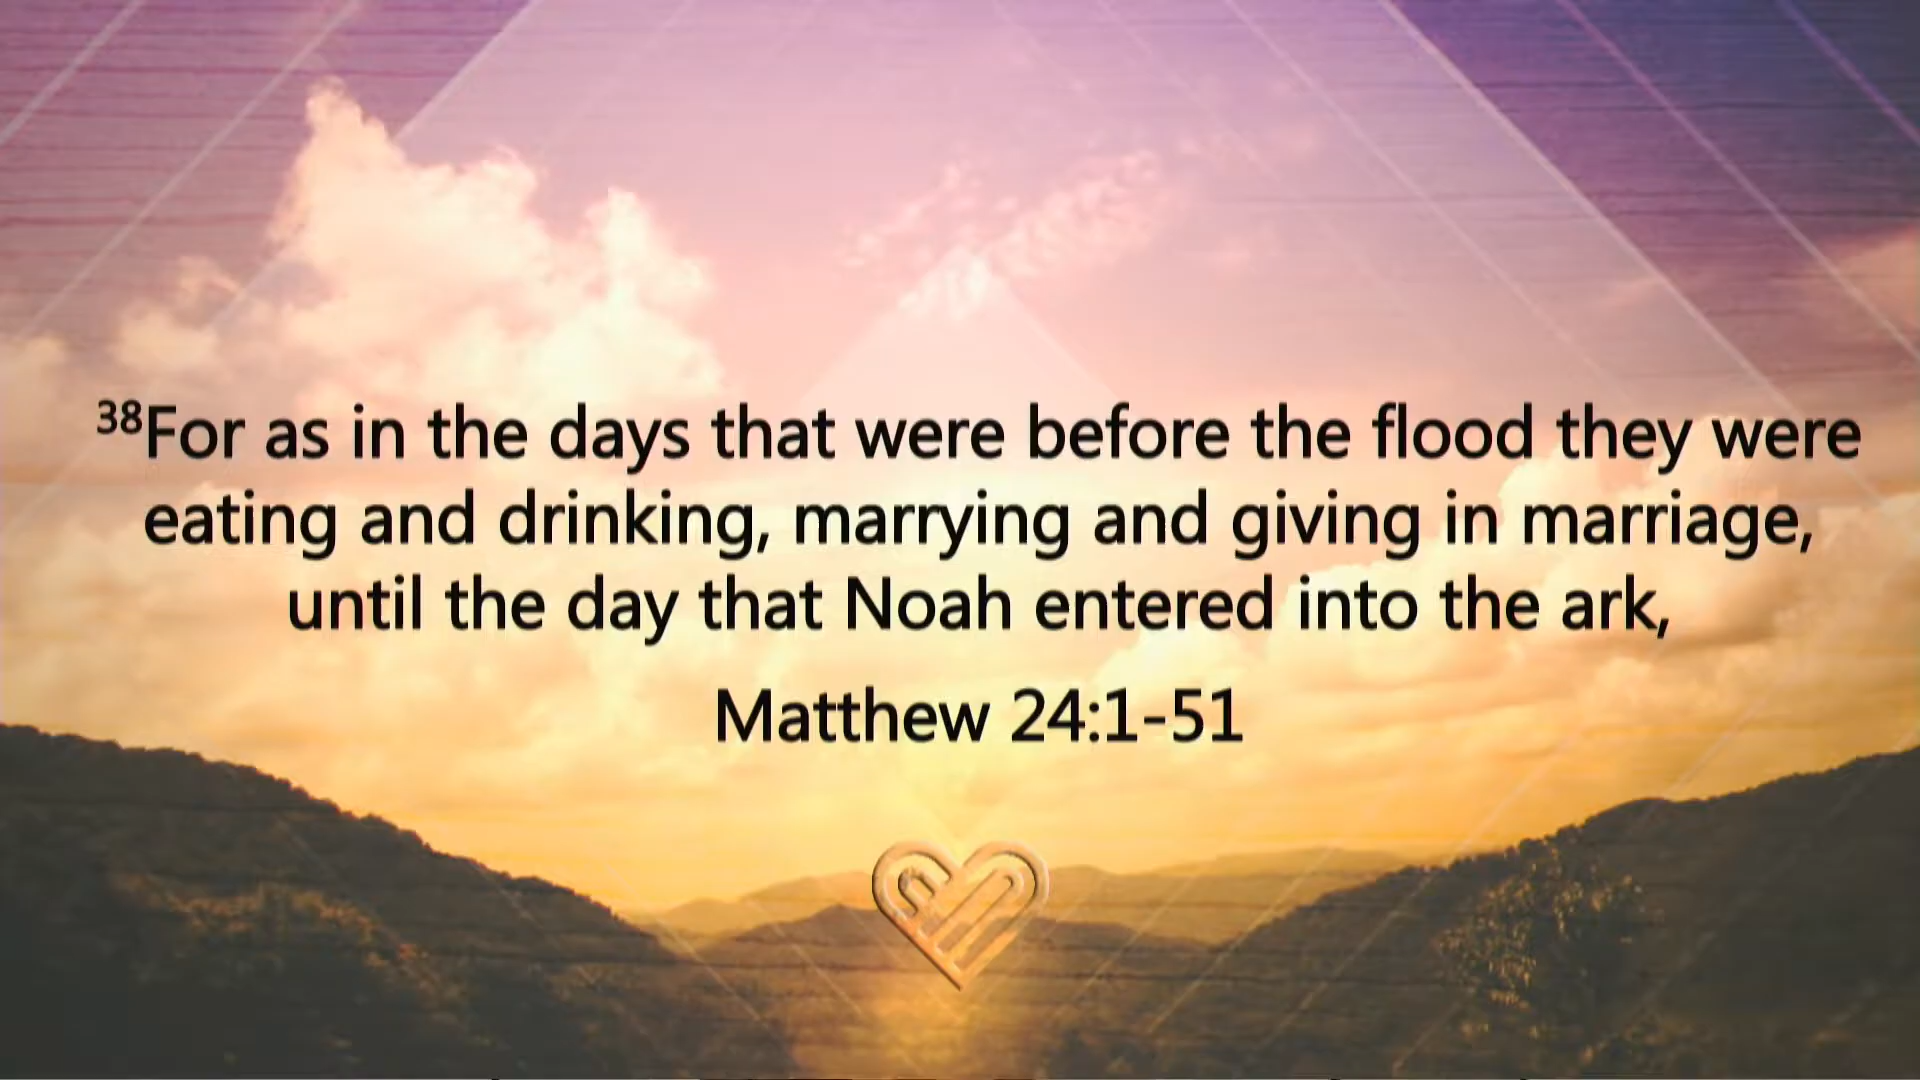 ³⁸For as in the days that were before the flood they were
eating and drinking, marrying and giving in marriage,
until the day that Noah entered into the ark,
Matthew 24:1-51